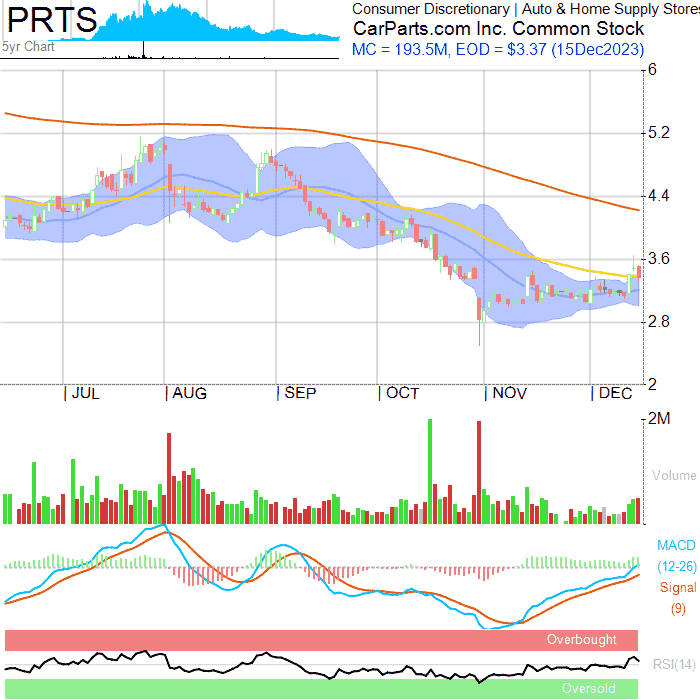 PRTS
5yr Chart
Consumer Discretionary | Auto & Home Supply Stores
CarParts.com Inc. Common Stock
MC = 193.5M, EOD = $3.37 (15Dec2023)
6
5.2
4.4
3.6
2.8
2
| JUL
| AUG
| SEP
| OCT
| NOV
| DEC
2M
Volume
MACD
(12-26)
Signal
(9)
Overbought
RSI(14)
Oversold